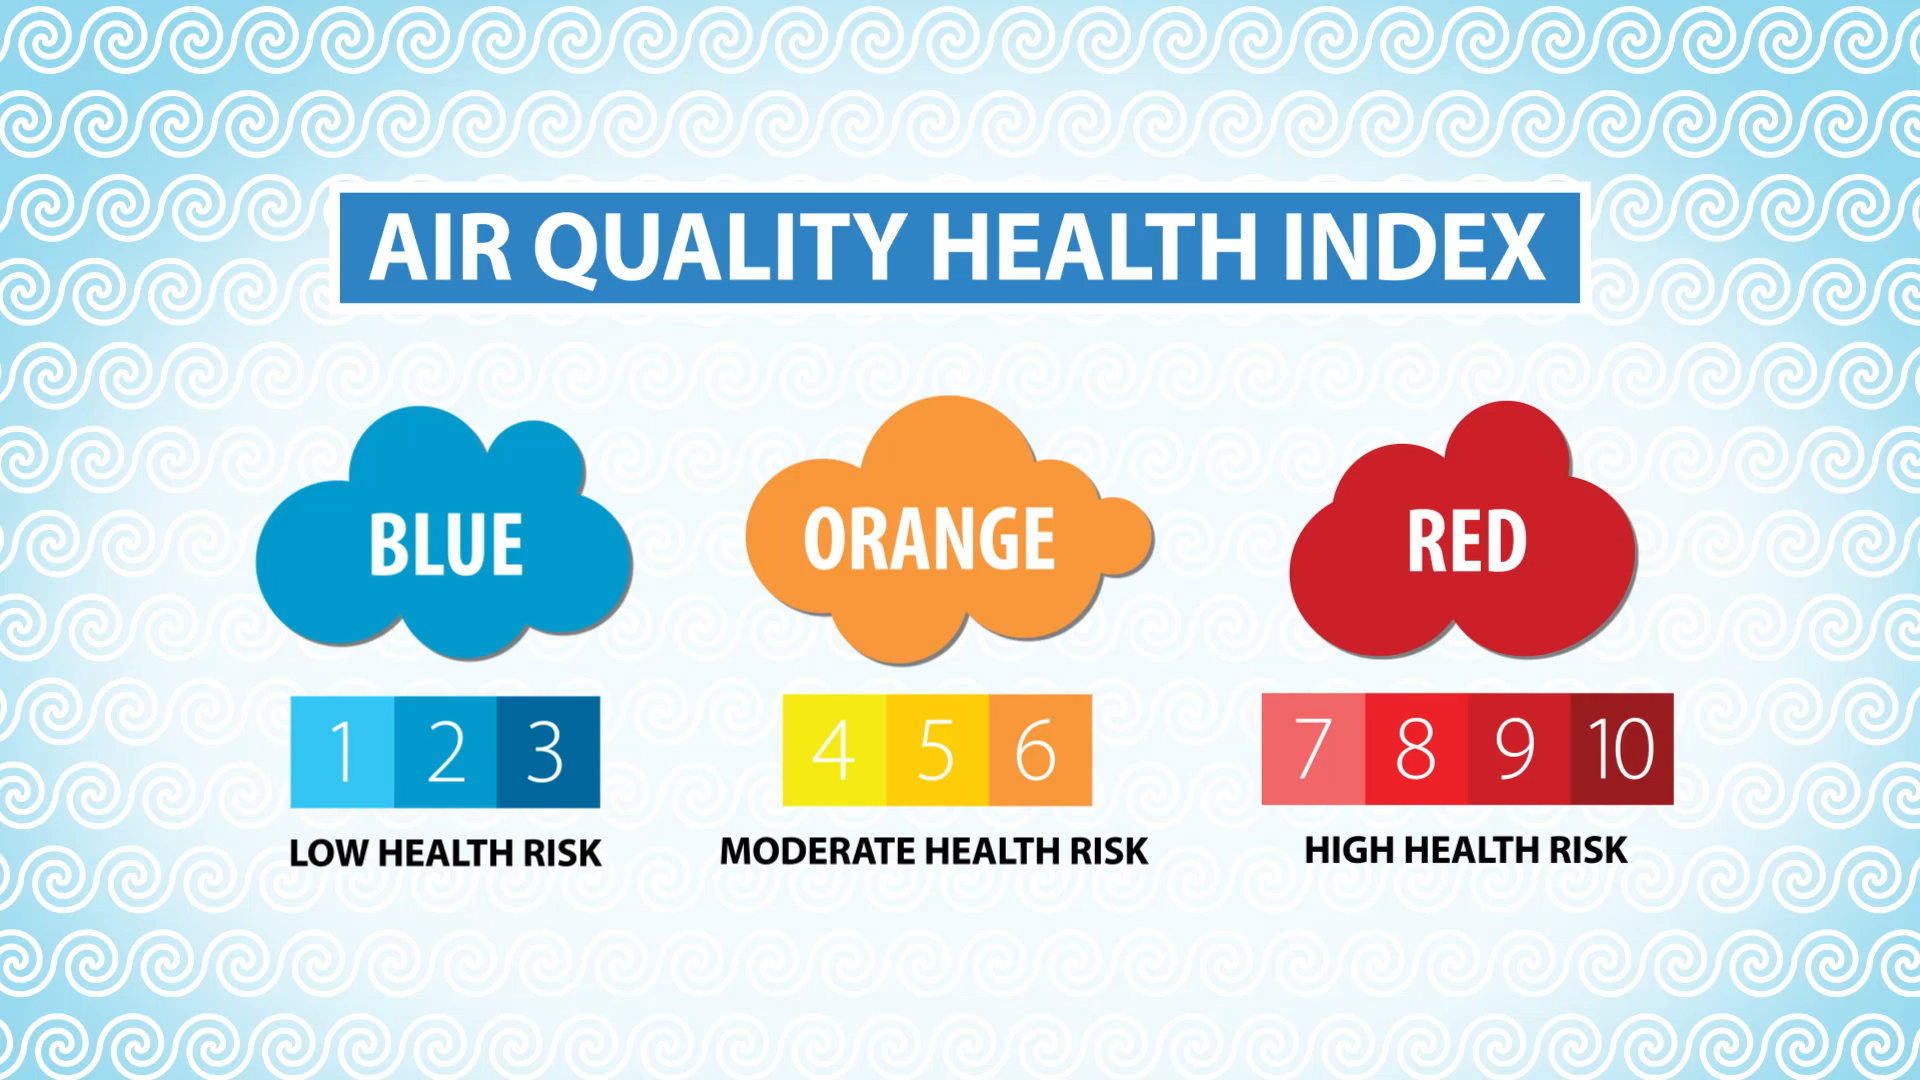 AIR QUALITY HEALTH INDEX
BLUE
1 2 3
LOW HEALTH RISK
ORANGE
4 5 6
MODERATE HEALTH RISK
RED
7 8 9 10
HIGH HEALTH RISK